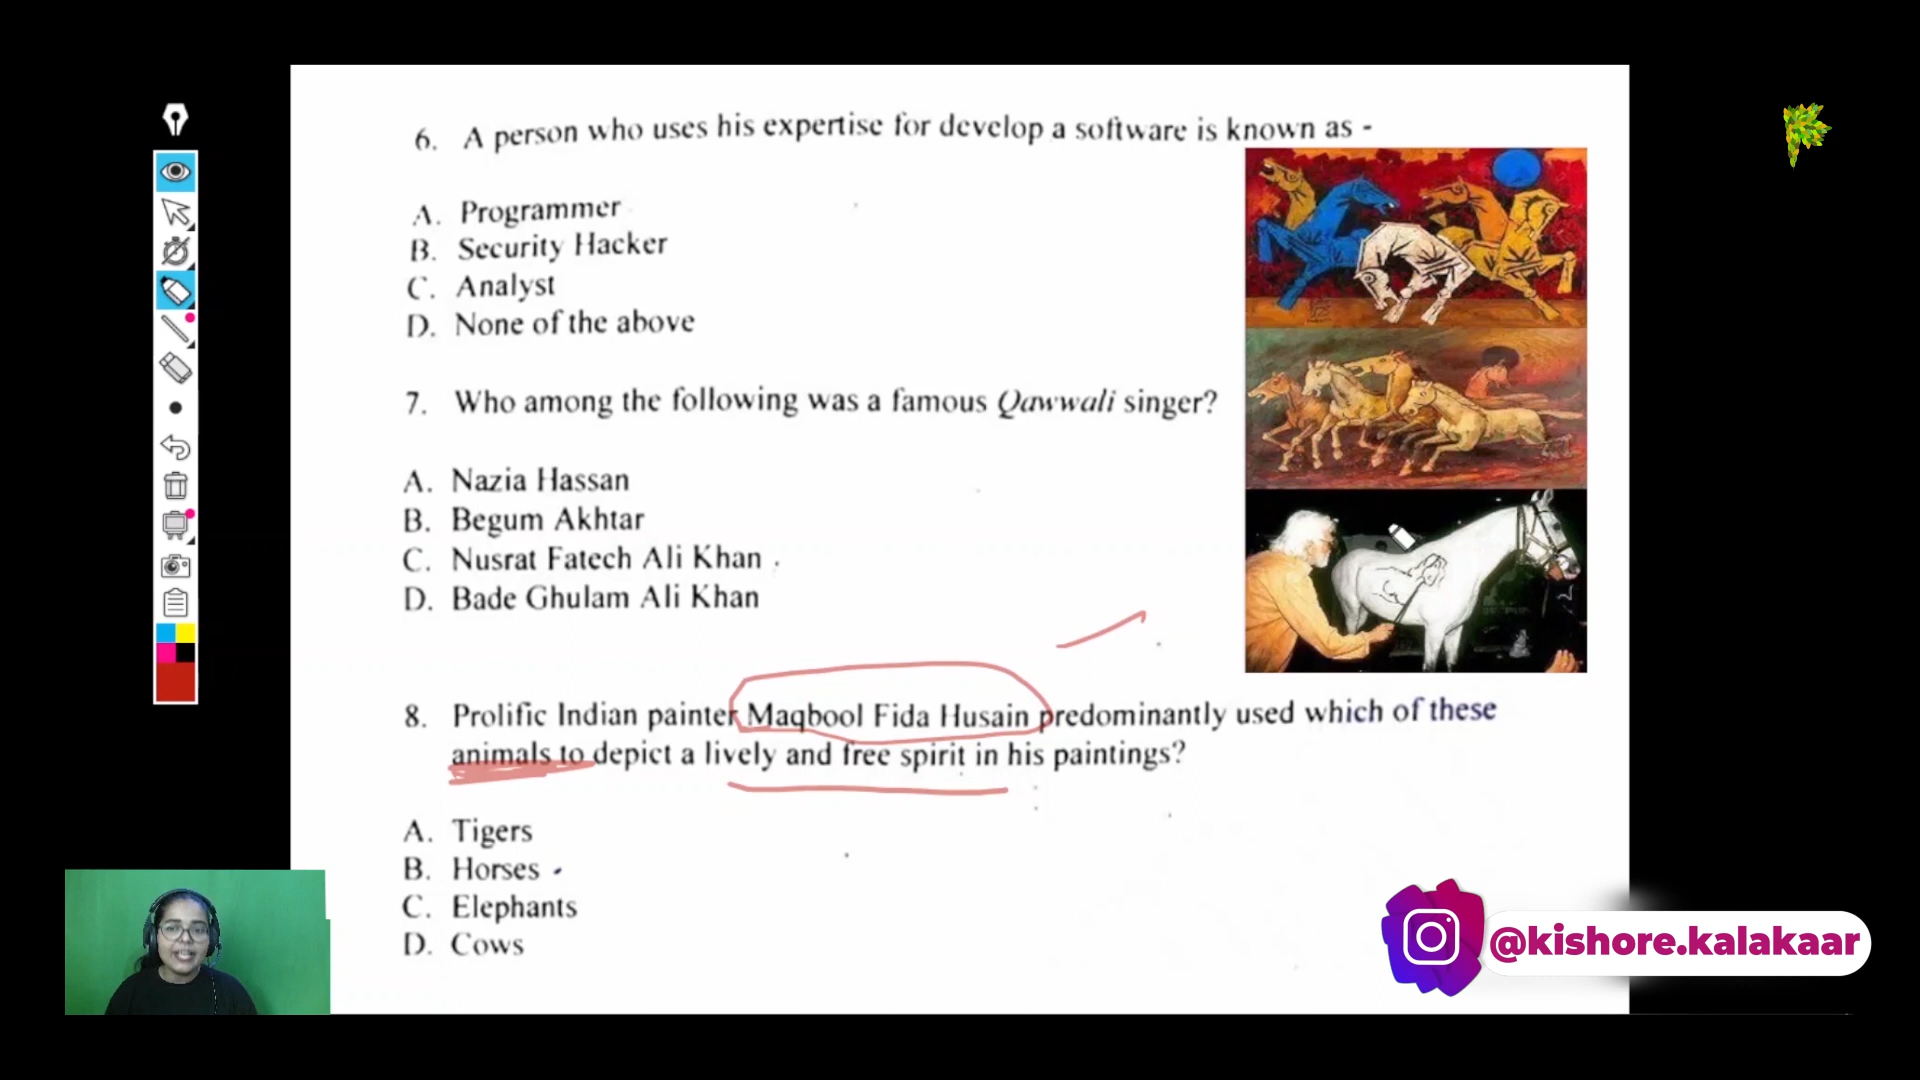 6. A person who uses his expertise for develop a software is known as -
A. Programmer
B. Security Hacker
C. Analyst
D. None of the above
7. Who among the following was a famous Qawwali singer?
A. Nazia Hassan
B. Begum Akhtar
C. Nusrat Fatech Ali Khan
D. Bade Ghulam Ali Khan
8. Prolific Indian painter Maqbool Fida Husain predominantly used which of these
animals to depict a lively and free spirit in his paintings?
A. Tigers
B. Horses
C. Elephants
D. Cows
@kishore.kalakaar